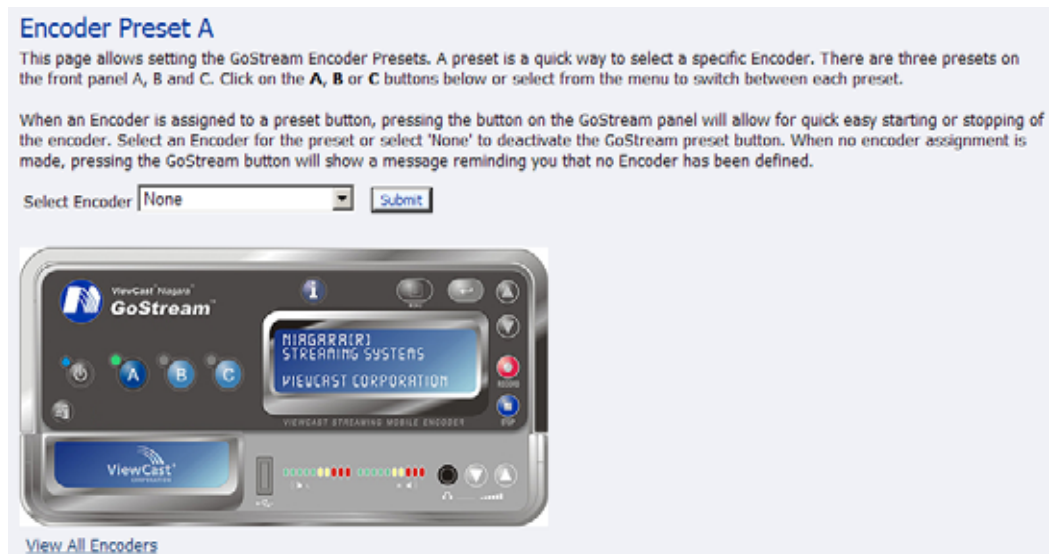 Encoder Preset A
This page allows setting the GoStream Encoder Presets. A preset is a quick way to select a specific Encoder. There are three presets on
the front panel A, B and C. Click on the A, B or C buttons below or select from the menu to switch between each preset.
When an Encoder is assigned to a preset button, pressing the button on the GoStream panel will allow for quick easy starting or stopping of
the encoder. Select an Encoder for the preset or select 'None' to deactivate the GoStream preset button. When no encoder assignment is
made, pressing the GoStream button will show a message reminding you that no Encoder has been defined.
Select Encoder None Submit
ViewCast Niagara
GoStream
MENU
NIAGARA(R)
STREAMING SYSTEMS
VIEWCAST CORPORATION
A B C
RECORD
STOP
VIEWCAST STREAMING MOBILE ENCODER
ViewCast
CORPORATION
View All Encoders